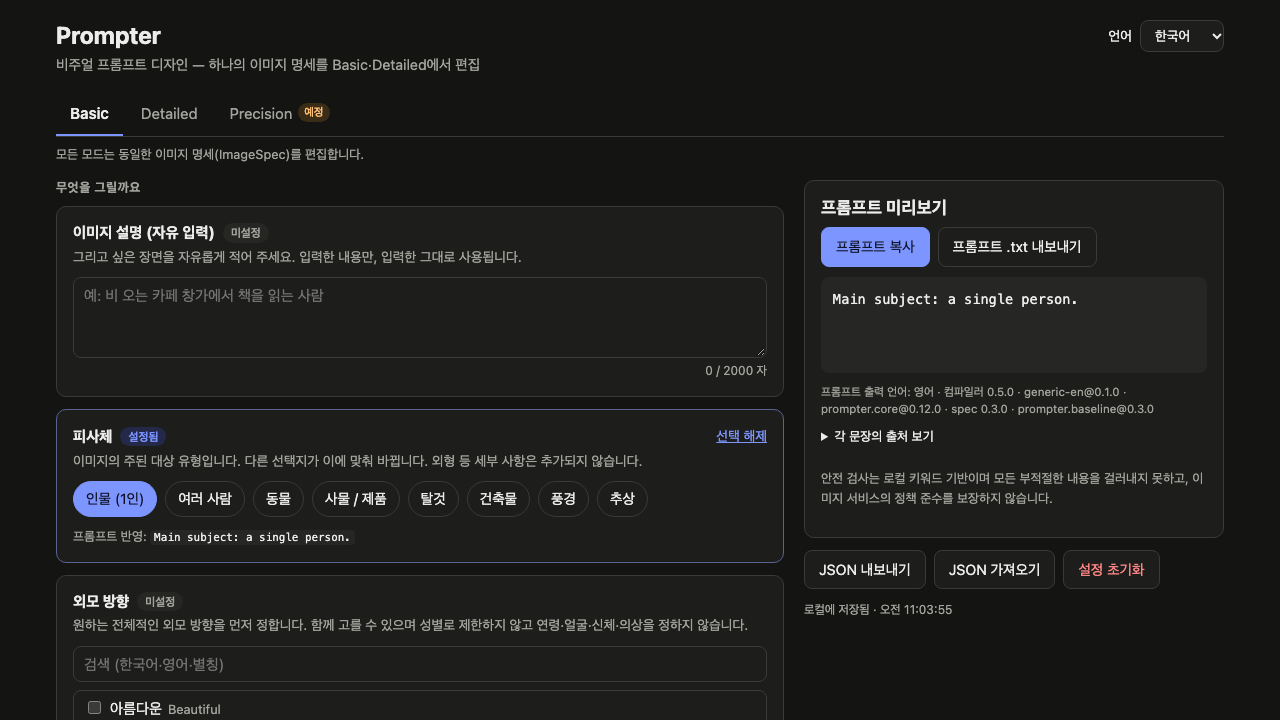 Prompter
언어
한국어
비주얼 프롬프트 디자인 — 하나의 이미지 명세를 Basic·Detailed에서 편집
Basic
Detailed
Precision 예정
모든 모드는 동일한 이미지 명세(ImageSpec)를 편집합니다.
무엇을 그릴까요
이미지 설명 (자유 입력) 미설정
그리고 싶은 장면을 자유롭게 적어 주세요. 입력한 내용만, 입력한 그대로 사용됩니다.
예: 비 오는 카페 창가에서 책을 읽는 사람
0 / 2000 자
피사체 설정됨
선택 해제
이미지의 주된 대상 유형입니다. 다른 선택지가 이에 맞춰 바뀝니다. 외형 등 세부 사항은 추가되지 않습니다.
인물 (1인)
여러 사람
동물
사물 / 제품
탈것
건축물
풍경
추상
프롬프트 반영: Main subject: a single person.
외모 방향 미설정
원하는 전체적인 외모 방향을 먼저 정합니다. 함께 고를 수 있으며 성별로 제한하지 않고 연령·얼굴·신체·의상을 정하지 않습니다.
검색 (한국어·영어·별칭)
아름다운 Beautiful
프롬프트 미리보기
프롬프트 복사
프롬프트 .txt 내보내기
Main subject: a single person.
프롬프트 출력 언어: 영어 · 컴파일러 0.5.0 · generic-en@0.1.0 ·
prompter.core@0.12.0 · spec 0.3.0 · prompter.baseline@0.3.0
▶ 각 문장의 출처 보기
안전 검사는 로컬 키워드 기반이며 모든 부적절한 내용을 걸러내지 못하고, 이
미지 서비스의 정책 준수를 보장하지 않습니다.
JSON 내보내기
JSON 가져오기
설정 초기화
로컬에 저장됨 · 오전 11:03:55